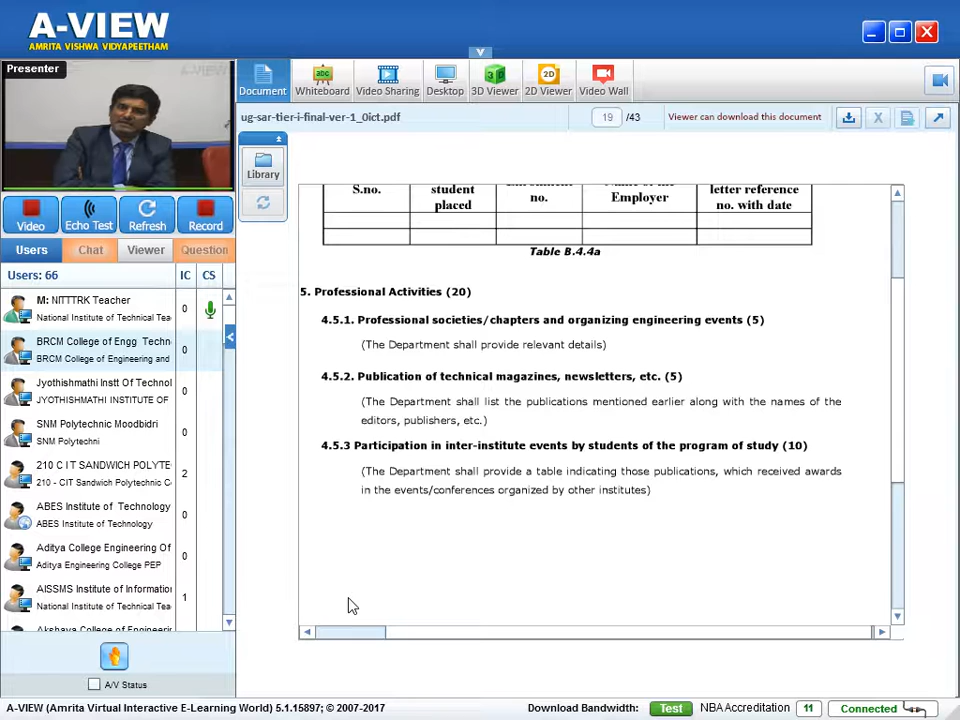 A-VIEW
AMRITA VISHWA VIDYAPEETHAM
Presenter
Video
Echo Test
Refresh
Record
Users
Chat
Viewer
Question
Users: 66
IC
CS
M: NITTTRK Teacher
National Institute of Technical Tea
0
BRCM College of Engg Techn
BRCM College of Engineering and
0
Jyothishmathi Instt Of Technol
JYOTHISHMATHI INSTITUTE OF
0
SNM Polytechnic Moodbidri
SNM Polytechni
0
210 C I T SANDWICH POLYTE
210 - CIT Sandwich Polytechnic C
2
ABES Institute of Technology
ABES Institute of Technology
0
Aditya College Engineering Of
Aditya Engineering College PEP
0
AISSMS Institute of Informatio
National Institute of Technical Tea
1
Akshaya College of Engineeri
A/V Status
Document
Whiteboard
Video Sharing
Desktop
3D Viewer
2D Viewer
Video Wall
ug-sar-tier-i-final-ver-1_0ict.pdf
19 /43
Viewer can download this document
Library
S.no.
student
placed
no.
Name of the
Employer
letter reference
no. with date
Table B.4.4a
5. Professional Activities (20)
4.5.1. Professional societies/chapters and organizing engineering events (5)
(The Department shall provide relevant details)
4.5.2. Publication of technical magazines, newsletters, etc. (5)
(The Department shall list the publications mentioned earlier along with the names of the
editors, publishers, etc.)
4.5.3 Participation in inter-institute events by students of the program of study (10)
(The Department shall provide a table indicating those publications, which received awards
in the events/conferences organized by other institutes)
A-VIEW (Amrita Virtual Interactive E-Learning World) 5.1.15897; © 2007-2017
Download Bandwidth:
Test
NBA Accreditation
11
Connected